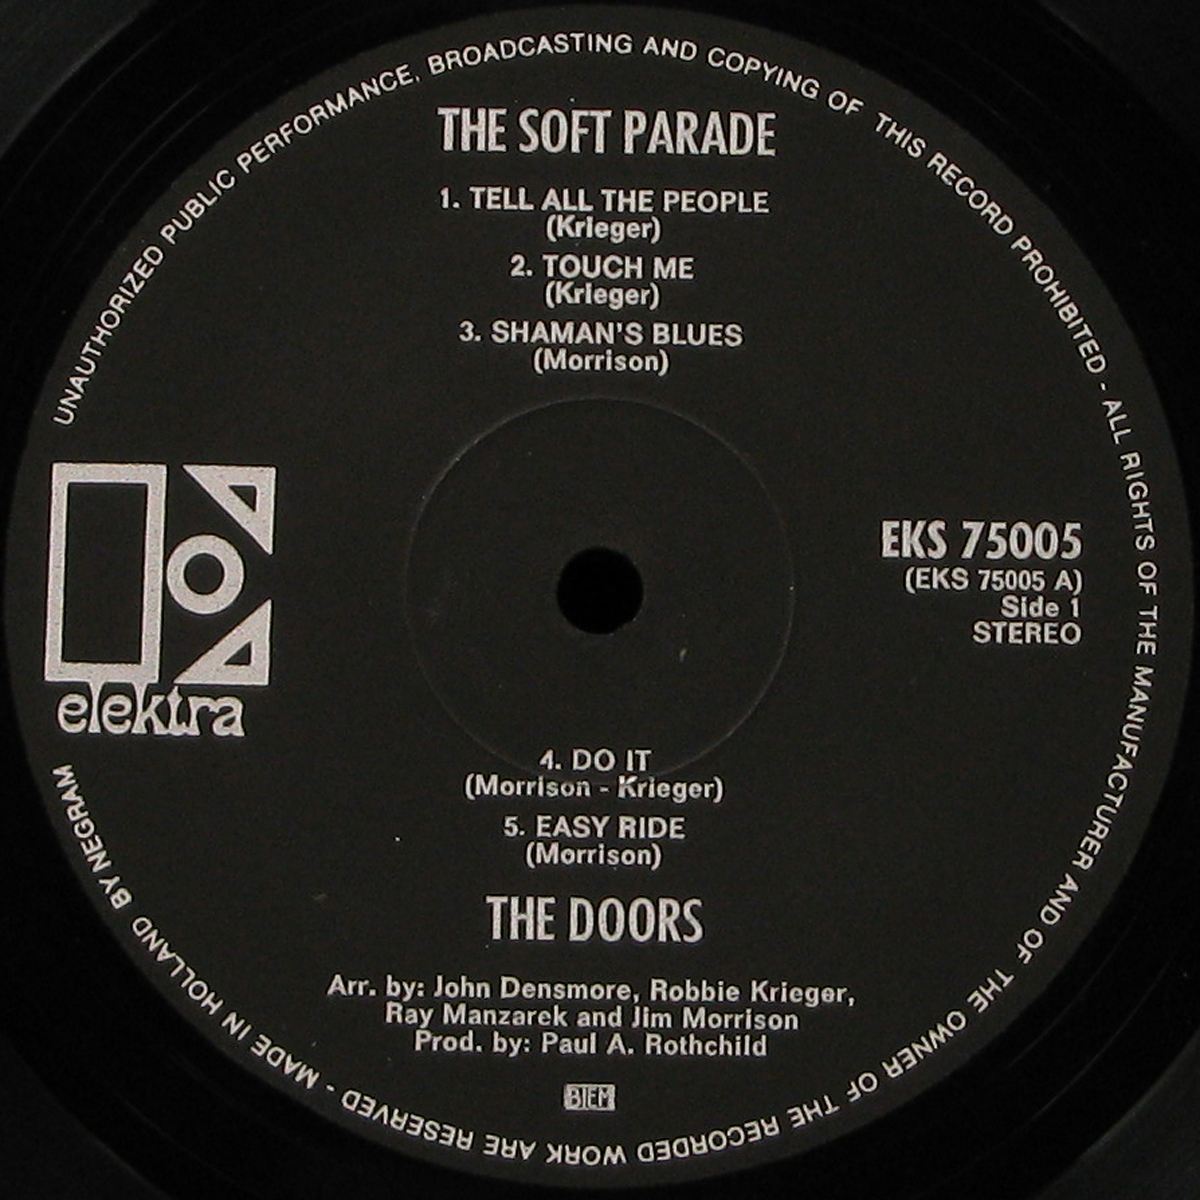 UNAUTHORIZED PUBLIC PERFORMANCE, BROADCASTING AND COPYING OF THIS RECORD PROHIBITED - ALL RIGHTS OF THE MANUFACTURER AND OF THE OWNER OF THE RECORDED WORK ARE RESERVED - MADE IN HOLLAND BY NEGRAM
THE SOFT PARADE
1. TELL ALL THE PEOPLE
(Krieger)
2. TOUCH ME
(Krieger)
3. SHAMAN'S BLUES
(Morrison)
elektra
EKS 75005
(EKS 75005 A)
Side 1
STEREO
4. DO IT
(Morrison - Krieger)
5. EASY RIDE
(Morrison)
THE DOORS
Arr. by: John Densmore, Robbie Krieger,
Ray Manzarek and Jim Morrison
Prod. by: Paul A. Rothchild
BIEM